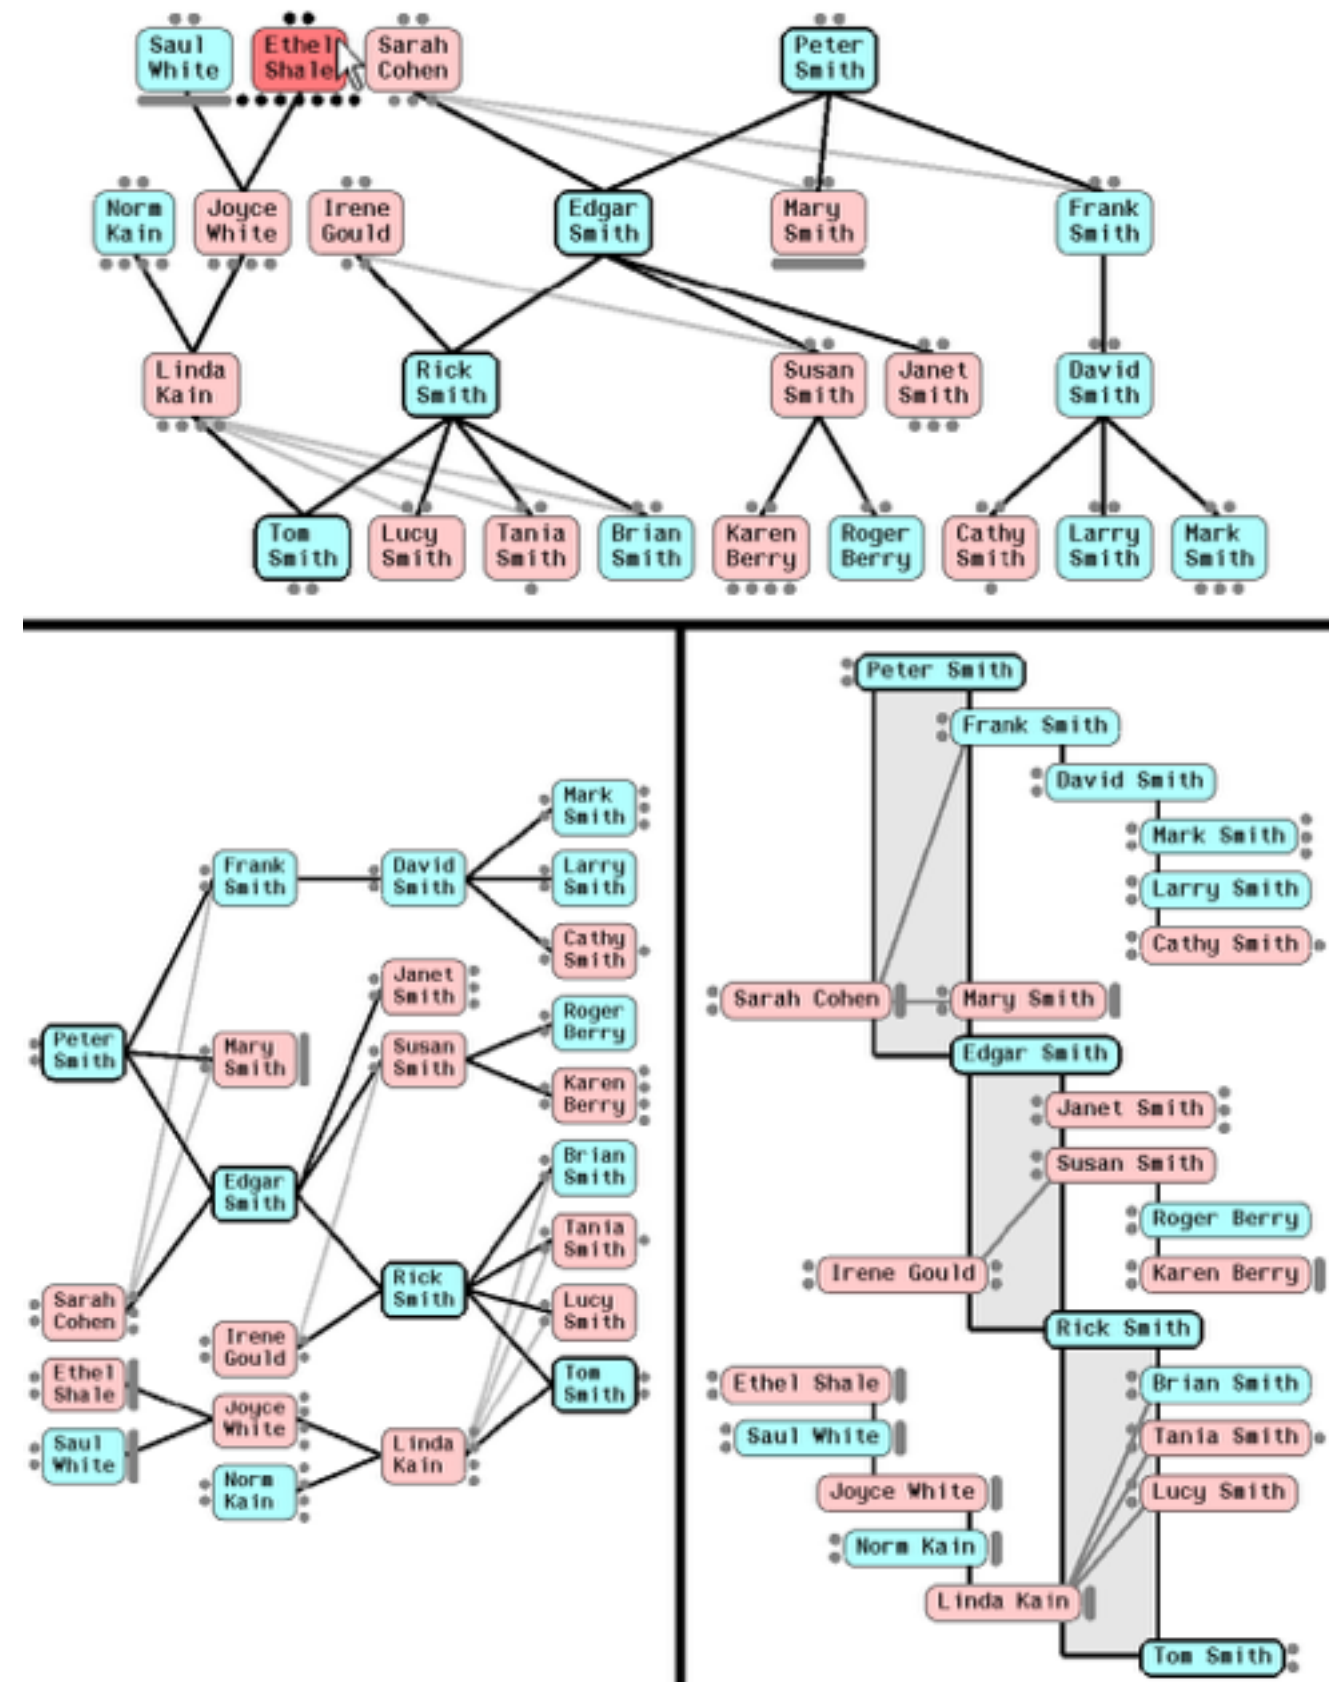 Saul
White
Ethel
Shale
Sarah
Cohen
Peter
Smith
Norm
Kain
Joyce
White
Irene
Gould
Edgar
Smith
Mary
Smith
Frank
Smith
Linda
Kain
Rick
Smith
Susan
Smith
Janet
Smith
David
Smith
Tom
Smith
Lucy
Smith
Tania
Smith
Brian
Smith
Karen
Berry
Roger
Berry
Cathy
Smith
Larry
Smith
Mark
Smith
Mark
Smith
Frank
Smith
David
Smith
Larry
Smith
Cathy
Smith
Janet
Smith
Roger
Berry
Peter
Smith
Mary
Smith
Susan
Smith
Karen
Berry
Brian
Smith
Edgar
Smith
Tania
Smith
Rick
Smith
Sarah
Cohen
Lucy
Smith
Irene
Gould
Ethel
Shale
Tom
Smith
Joyce
White
Saul
White
Linda
Kain
Norm
Kain
Peter Smith
Frank Smith
David Smith
Mark Smith
Larry Smith
Cathy Smith
Sarah Cohen
Mary Smith
Edgar Smith
Janet Smith
Susan Smith
Roger Berry
Irene Gould
Karen Berry
Rick Smith
Ethel Shale
Brian Smith
Saul White
Tania Smith
Joyce White
Lucy Smith
Norm Kain
Linda Kain
Tom Smith